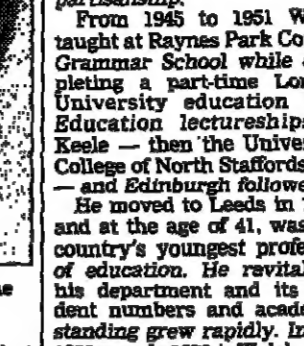 partisanship.
From 1945 to 1951 W
taught at Raynes Park Co
Grammar School while
pleting a part-time Lon
University education
Education lectureships
Keele — then the Univer
College of North Staffords
— and Edinburgh followe
He moved to Leeds in
and at the age of 41, was
country's youngest profe
of education. He revital
his department and its
dent numbers and acade
standing grew rapidly. In